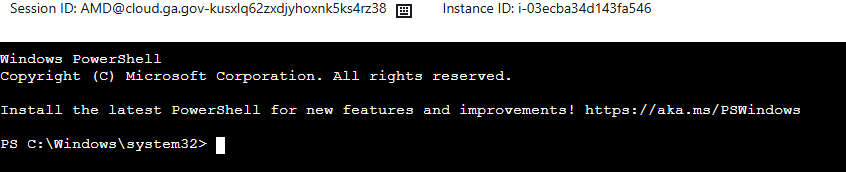 Session ID: AMD@cloud.ga.gov-kusxlq62zxdjyhoxnk5ks4rz38 Instance ID: i-03ecba34d143fa546
Windows PowerShell
Copyright (C) Microsoft Corporation. All rights reserved.
Install the latest PowerShell for new features and improvements! https://aka.ms/PSWindows
PS C:\Windows\system32>